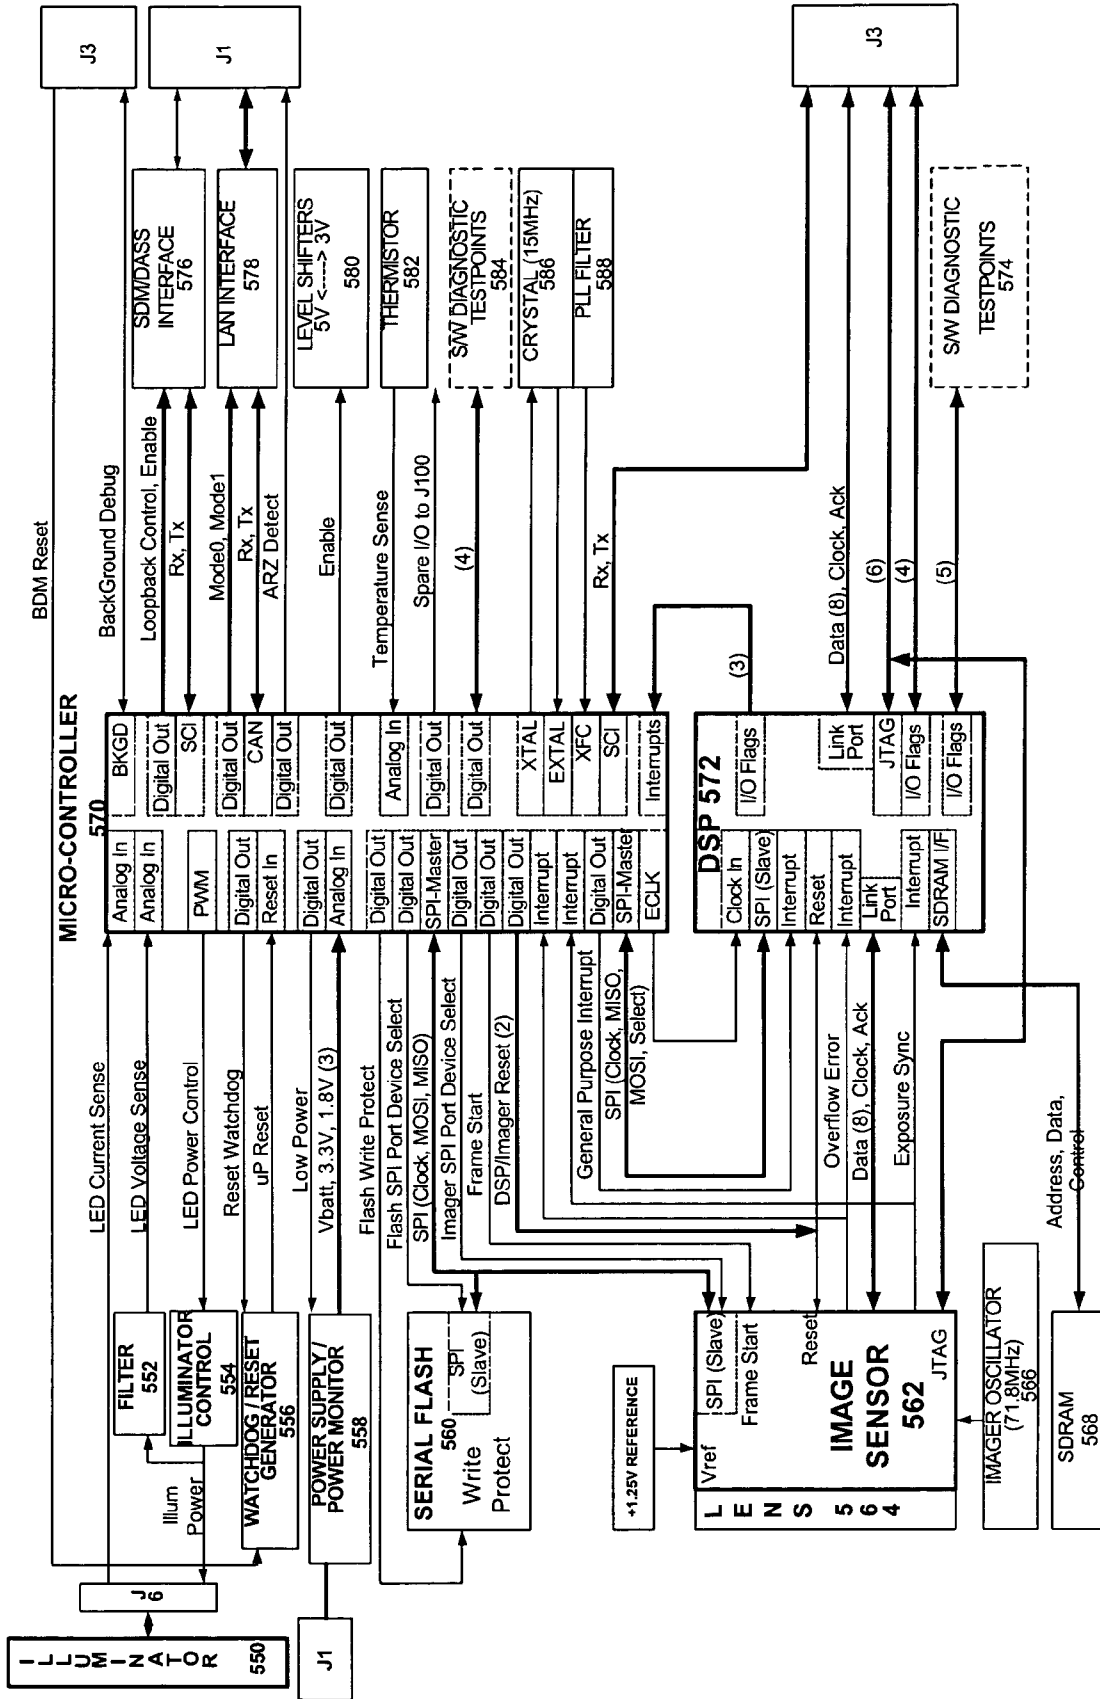 ILLUMINATOR
550
J6
J1
Illum
Power
FILTER
552
ILLUMINATOR
CONTROL
554
WATCHDOG / RESET
GENERATOR
556
POWER SUPPLY /
POWER MONITOR
558
SERIAL FLASH
560
SPI
(Slave)
Write
Protect
+1.25V REFERENCE
LENS 564
Vref
SPI (Slave)
Frame Start
Reset
IMAGE
SENSOR
562
JTAG
IMAGER OSCILLATOR
(71.8MHz)
566
SDRAM
568
BDM Reset
LED Current Sense
LED Voltage Sense
LED Power Control
Reset Watchdog
uP Reset
Low Power
Vbatt, 3.3V, 1.8V (3)
Flash Write Protect
Flash SPI Port Device Select
SPI (Clock, MOSI, MISO)
Imager SPI Port Device Select
Frame Start
DSP/Imager Reset (2)
General Purpose Interrupt
SPI (Clock, MISO,
MOSI, Select)
Overflow Error
Data (8), Clock, Ack
Exposure Sync
Address, Data,
Control
MICRO-CONTROLLER
570
Analog In
Analog In
PWM
Digital Out
Reset In
Digital Out
Analog In
Digital Out
Digital Out
SPI-Master
Digital Out
Digital Out
Digital Out
Interrupt
Interrupt
Digital Out
SPI-Master
ECLK
BKGD
Digital Out
SCI
Digital Out
CAN
Digital Out
Digital Out
Analog In
Digital Out
Digital Out
XTAL
EXTAL
XFC
SCI
Interrupts
DSP 572
Clock In
SPI (Slave)
Interrupt
Reset
Interrupt
Link
Port
Interrupt
SDRAM I/F
I/O Flags
Link
Port
JTAG
I/O Flags
I/O Flags
BackGround Debug
Loopback Control, Enable
Rx, Tx
Mode0, Mode1
Rx, Tx
ARZ Detect
Enable
Temperature Sense
Spare I/O to J100
(4)
Rx, Tx
(3)
Data (8), Clock, Ack
(6)
(4)
(5)
SDM/DASS
INTERFACE
576
LAN INTERFACE
578
LEVEL SHIFTERS
5V <----> 3V
580
THERMISTOR
582
S/W DIAGNOSTIC
TESTPOINTS
584
CRYSTAL (15MHz)
586
PLL FILTER
588
S/W DIAGNOSTIC
TESTPOINTS
574
J3
J1
J3